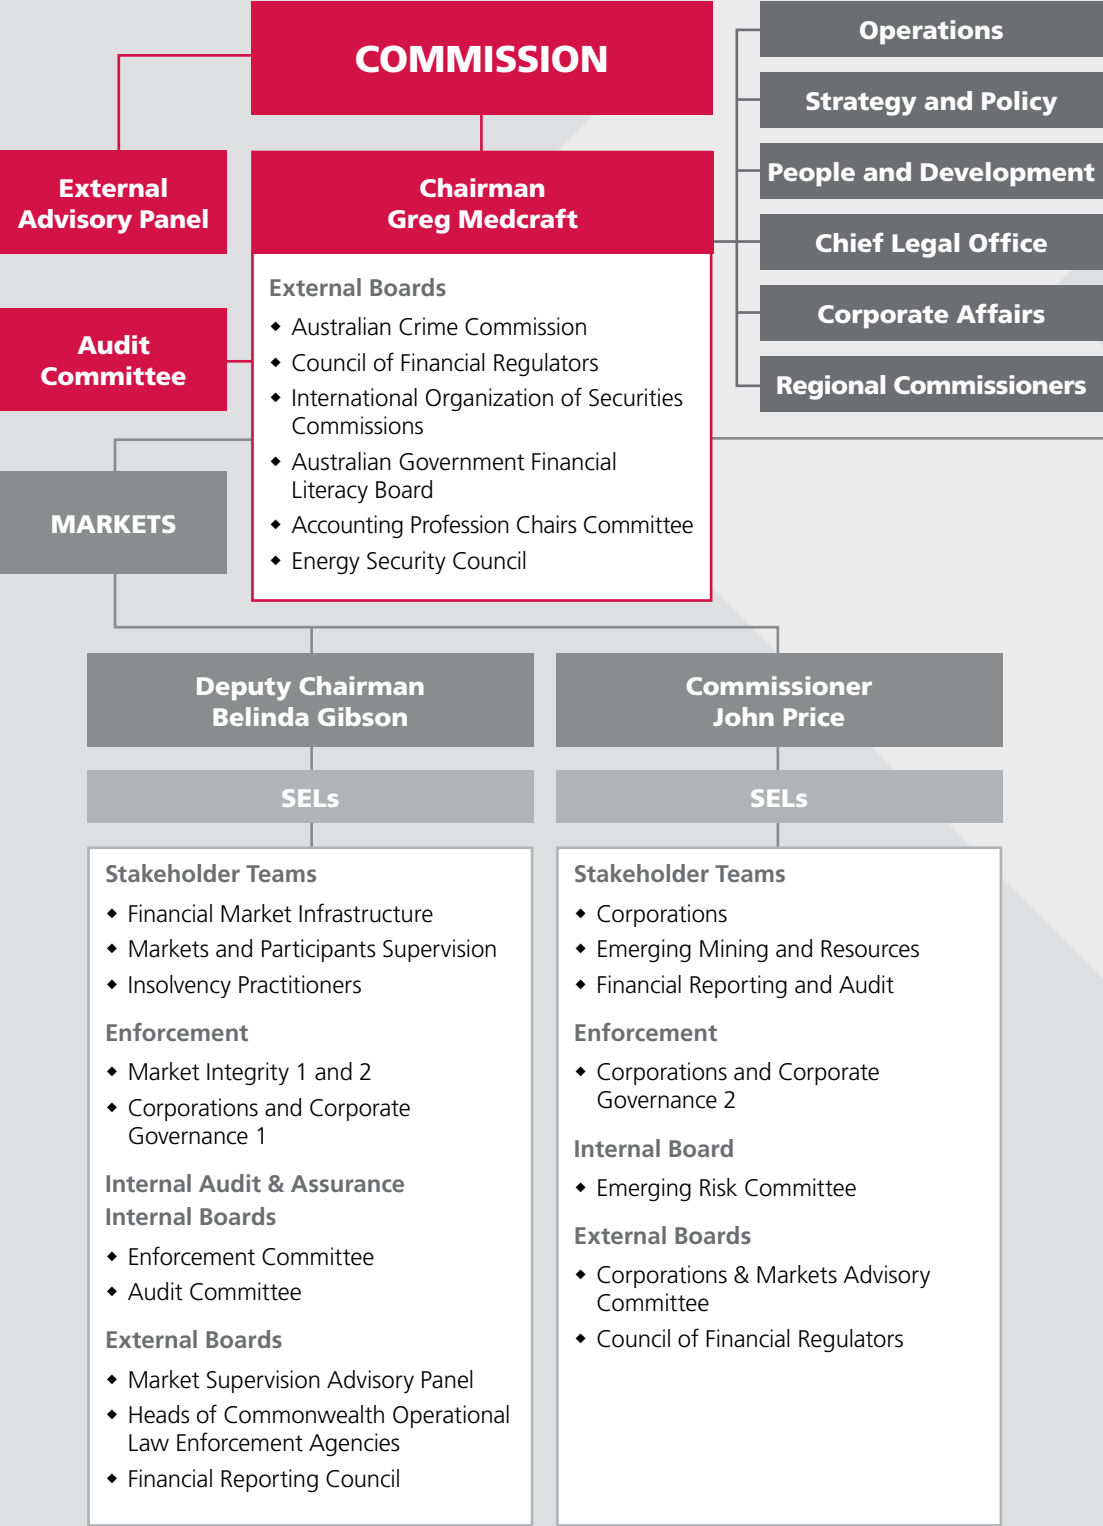 COMMISSION
External
Advisory Panel
Audit
Committee
Chairman
Greg Medcraft
External Boards
◆ Australian Crime Commission
◆ Council of Financial Regulators
◆ International Organization of Securities
Commissions
◆ Australian Government Financial
Literacy Board
◆ Accounting Profession Chairs Committee
◆ Energy Security Council
Operations
Strategy and Policy
People and Development
Chief Legal Office
Corporate Affairs
Regional Commissioners
MARKETS
Deputy Chairman
Belinda Gibson
SELs
Stakeholder Teams
◆ Financial Market Infrastructure
◆ Markets and Participants Supervision
◆ Insolvency Practitioners
Enforcement
◆ Market Integrity 1 and 2
◆ Corporations and Corporate
Governance 1
Internal Audit & Assurance
Internal Boards
◆ Enforcement Committee
◆ Audit Committee
External Boards
◆ Market Supervision Advisory Panel
◆ Heads of Commonwealth Operational
Law Enforcement Agencies
◆ Financial Reporting Council
Commissioner
John Price
SELs
Stakeholder Teams
◆ Corporations
◆ Emerging Mining and Resources
◆ Financial Reporting and Audit
Enforcement
◆ Corporations and Corporate
Governance 2
Internal Board
◆ Emerging Risk Committee
External Boards
◆ Corporations & Markets Advisory
Committee
◆ Council of Financial Regulators